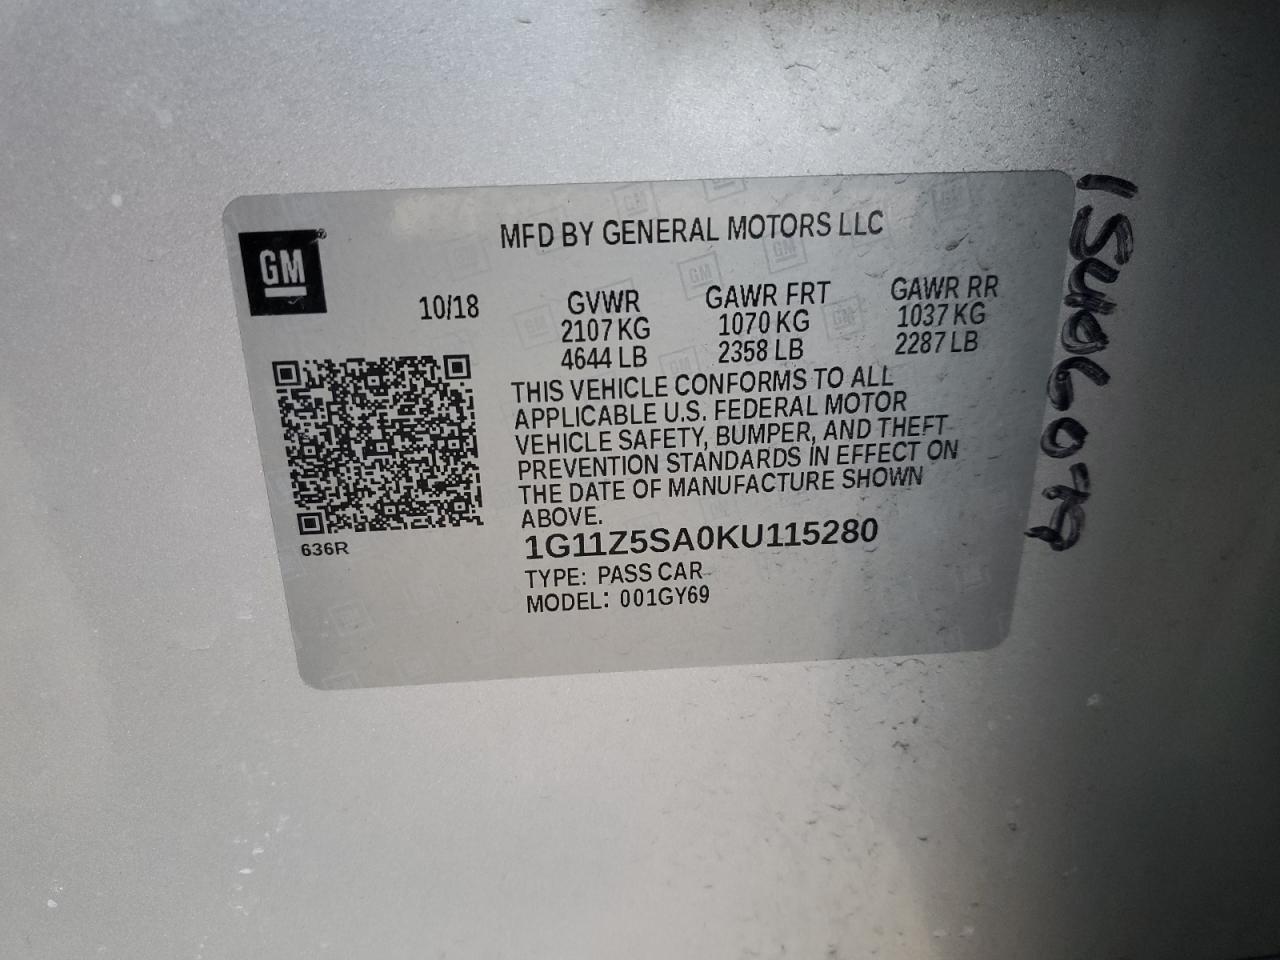 MFD BY GENERAL MOTORS LLC
GM
10/18
GVWR GAWR FRT GAWR RR
2107 KG 1070 KG 1037 KG
4644 LB 2358 LB 2287 LB
THIS VEHICLE CONFORMS TO ALL
APPLICABLE U.S. FEDERAL MOTOR
VEHICLE SAFETY, BUMPER, AND THEFT
PREVENTION STANDARDS IN EFFECT ON
THE DATE OF MANUFACTURE SHOWN
ABOVE.
636R
1G11Z5SA0KU115280
TYPE: PASS CAR
MODEL: 001GY69